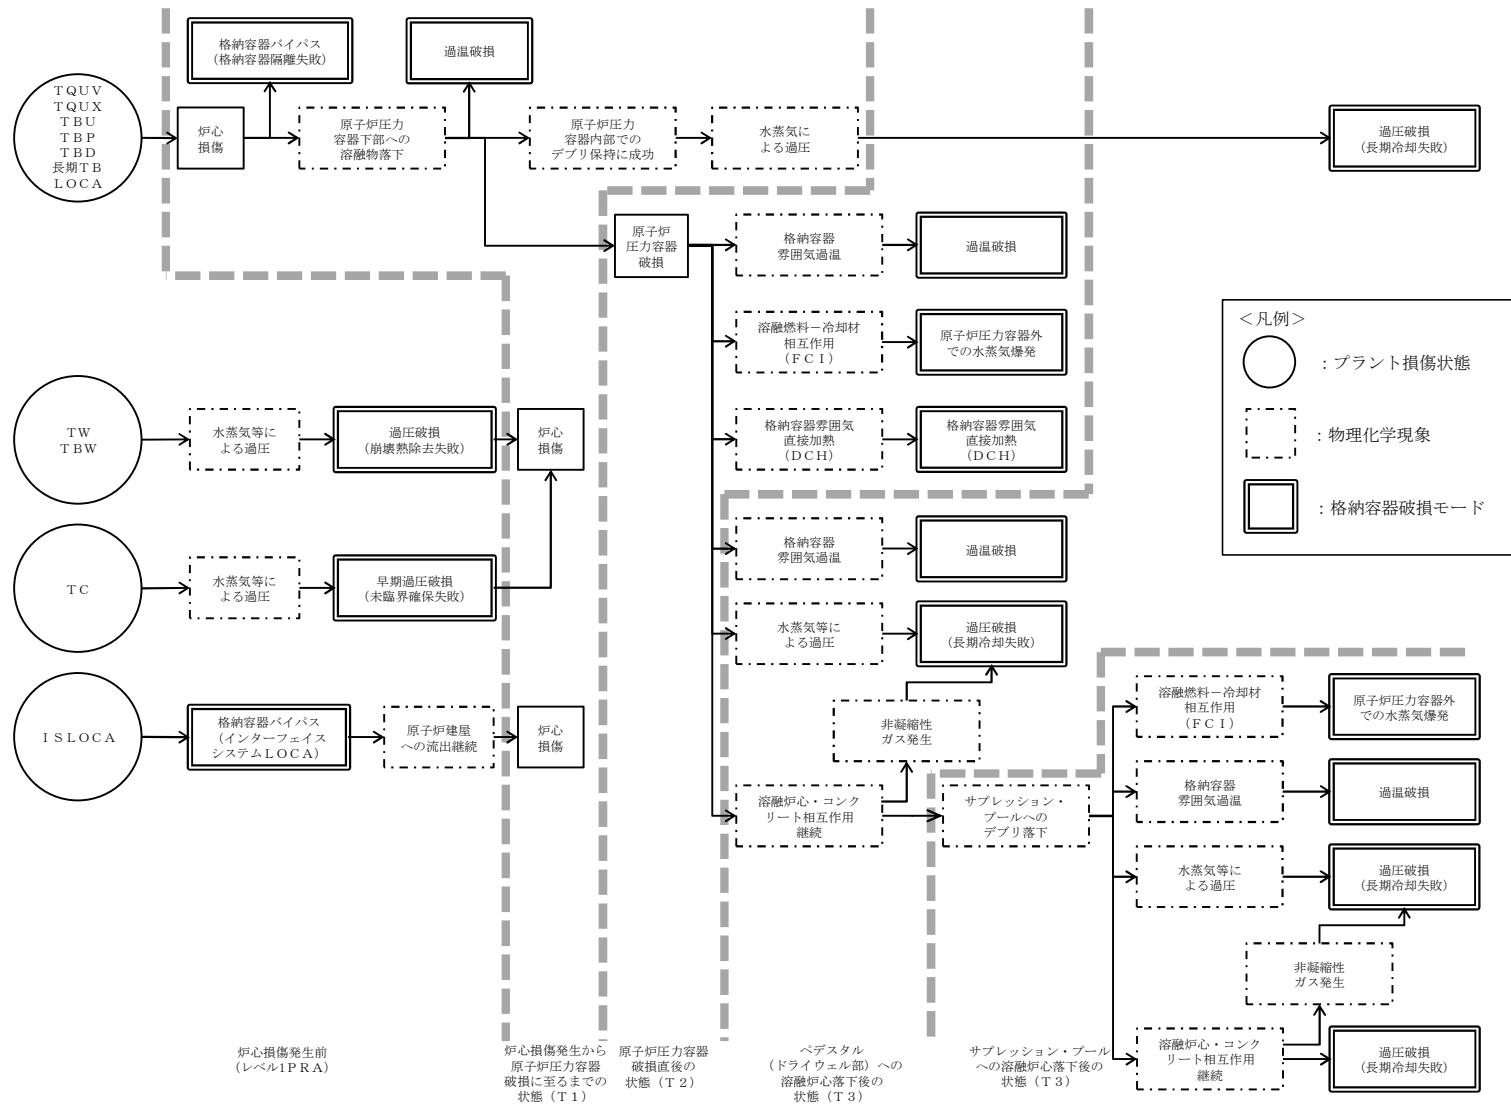 格納容器バイパス
（格納容器隔離失敗）
過温破損
ＴＱＵＶ
ＴＱＵＸ
ＴＢＵ
ＴＢＰ
ＴＢＤ
長期ＴＢ
ＬＯＣＡ
炉心
損傷
原子炉圧力
容器下部への
溶融物落下
原子炉圧力
容器内部での
デブリ保持に成功
水蒸気に
よる過圧
過圧破損
（長期冷却失敗）
原子炉
圧力容器
破損
格納容器
雰囲気過温
過温破損
溶融燃料－冷却材
相互作用
（ＦＣＩ）
原子炉圧力容器外
での水蒸気爆発
格納容器雰囲気
直接加熱
（ＤＣＨ）
格納容器雰囲気
直接加熱
（ＤＣＨ）
＜凡例＞
：プラント損傷状態
：物理化学現象
：格納容器破損モード
ＴＷ
ＴＢＷ
水蒸気等に
よる過圧
過圧破損
（崩壊熱除去失敗）
炉心
損傷
ＴＣ
水蒸気等に
よる過圧
早期過圧破損
（未臨界確保失敗）
格納容器
雰囲気過温
過温破損
水蒸気等に
よる過圧
過圧破損
（長期冷却失敗）
ＩＳＬＯＣＡ
格納容器バイパス
（インターフェイス
システムＬＯＣＡ）
原子炉建屋
への流出継続
炉心
損傷
非凝縮性
ガス発生
溶融炉心・コンク
リート相互作用
継続
サプレッション・
プールへの
デブリ落下
溶融燃料－冷却材
相互作用
（ＦＣＩ）
原子炉圧力容器外
での水蒸気爆発
格納容器
雰囲気過温
過温破損
水蒸気等に
よる過圧
過圧破損
（長期冷却失敗）
非凝縮性
ガス発生
溶融炉心・コンク
リート相互作用
継続
過圧破損
（長期冷却失敗）
炉心損傷発生前
（レベル1ＰＲＡ）
炉心損傷発生から
原子炉圧力容器
破損に至るまでの
状態（Ｔ１）
原子炉圧力容器
破損直後の
状態（Ｔ２）
ペデスタル
（ドライウェル部）への
溶融炉心落下後の
状態（Ｔ３）
サプレッション・プール
への溶融炉心落下後の
状態（Ｔ３）